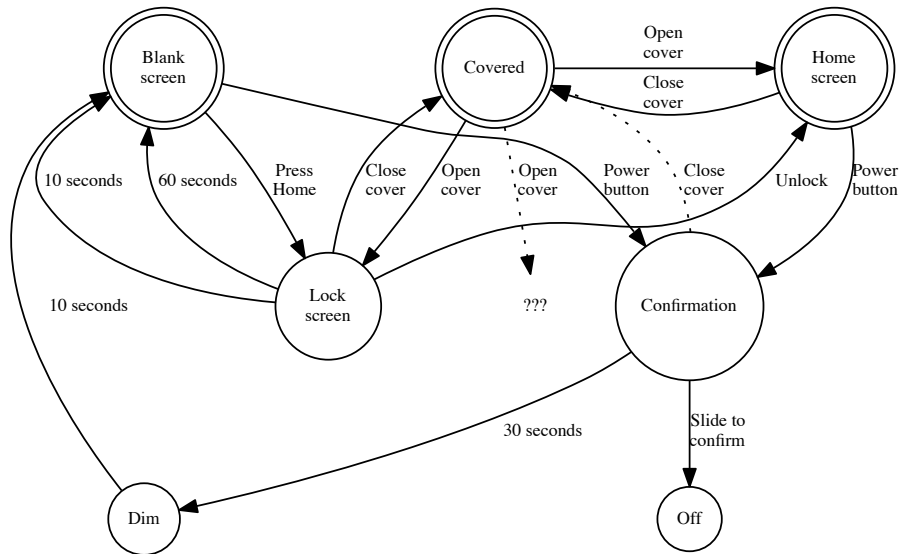 Blank
screen
Covered
Home
screen
Open
cover
Close
cover
10 seconds
60 seconds
Press
Home
Close
cover
Open
cover
Open
cover
Power
button
Close
cover
Unlock
Power
button
10 seconds
Lock
screen
???
Confirmation
30 seconds
Slide to
confirm
Dim
Off